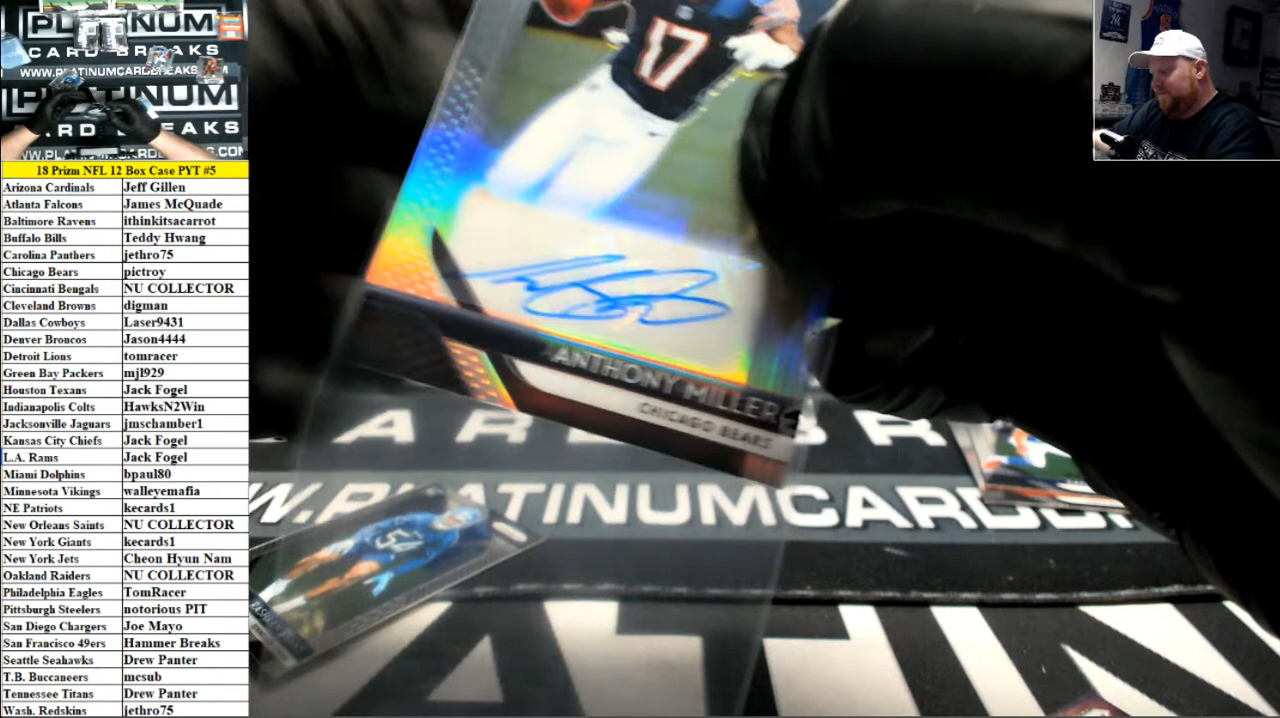 PLATINUM
CARD BREAKS
WWW.PLATINUMCARDBREAKS.COM
PLATINUM
CARD BREAKS
18 Prizm NFL 12 Box Case PYT #5
Arizona Cardinals Jeff Gillen
Atlanta Falcons James McQuade
Baltimore Ravens ithinkitsacarrot
Buffalo Bills Teddy Hwang
Carolina Panthers jethro75
Chicago Bears pictroy
Cincinnati Bengals NU COLLECTOR
Cleveland Browns digman
Dallas Cowboys Laser9431
Denver Broncos Jason4444
Detroit Lions tomracer
Green Bay Packers mjl929
Houston Texans Jack Fogel
Indianapolis Colts HawksN2Win
Jacksonville Jaguars jmschamber1
Kansas City Chiefs Jack Fogel
L.A. Rams Jack Fogel
Miami Dolphins bpaul80
Minnesota Vikings walleyemafia
NE Patriots kecards1
New Orleans Saints NU COLLECTOR
New York Giants kecards1
New York Jets Cheon Hyun Nam
Oakland Raiders NU COLLECTOR
Philadelphia Eagles TomRacer
Pittsburgh Steelers notorious PIT
San Diego Chargers Joe Mayo
San Francisco 49ers Hammer Breaks
Seattle Seahawks Drew Panter
T.B. Buccaneers mcsub
Tennessee Titans Drew Panter
Wash. Redskins jethro75
17
ANTHONY MILLER
CHICAGO BEARS
ARD BR
W.PLATINUMCARDB
ATIN